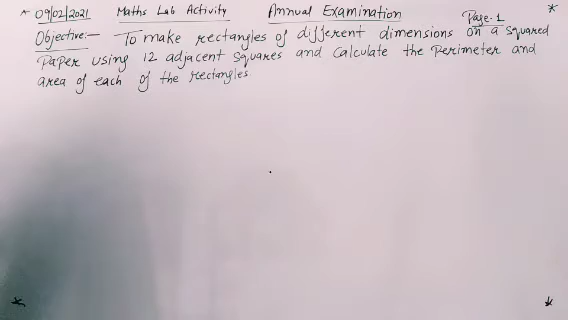 * 09/02/2021 Maths Lab Activity Annual Examination Page. 1 *
Objective:— To make rectangles of different dimensions on a squared
Paper using 12 adjacent squares and calculate the Perimeter and
area of each of the rectangles